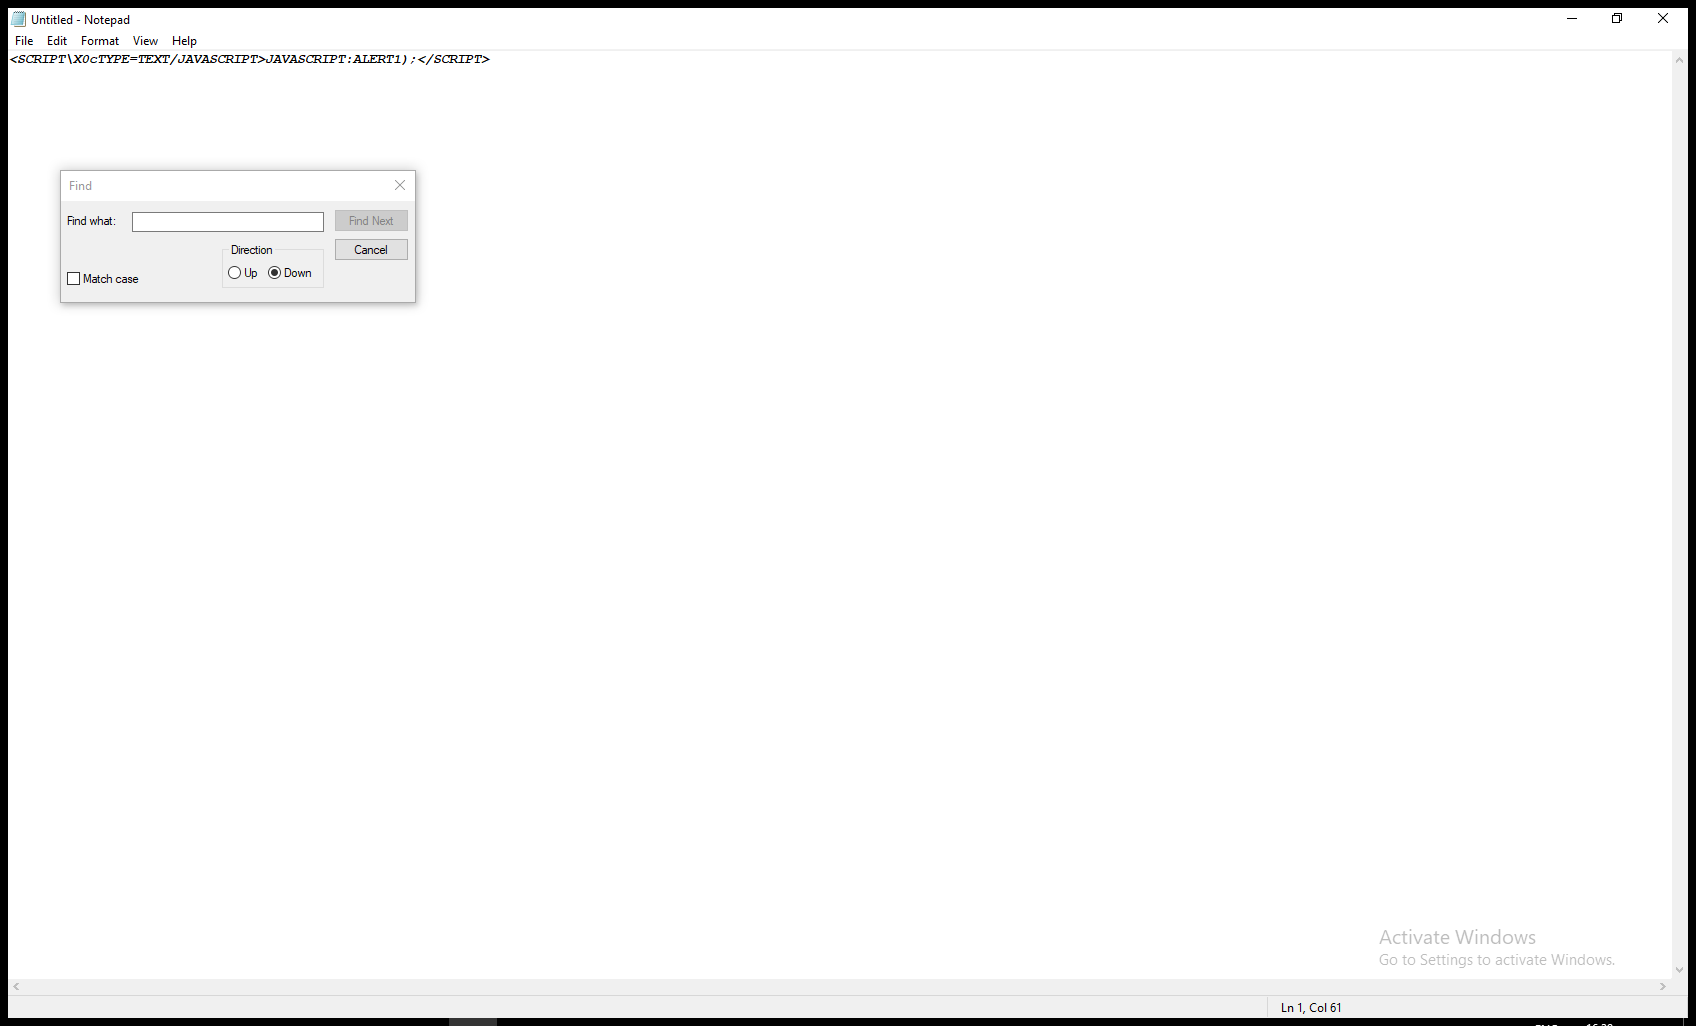 Untitled - Notepad
File Edit Format View Help
<SCRIPT\X0cTYPE=TEXT/JAVASCRIPT>JAVASCRIPT:ALERT1);</SCRIPT>
Find
Find what:
Find Next
Direction
Cancel
Up Down
Match case
Activate Windows
Go to Settings to activate Windows.
Ln 1, Col 61